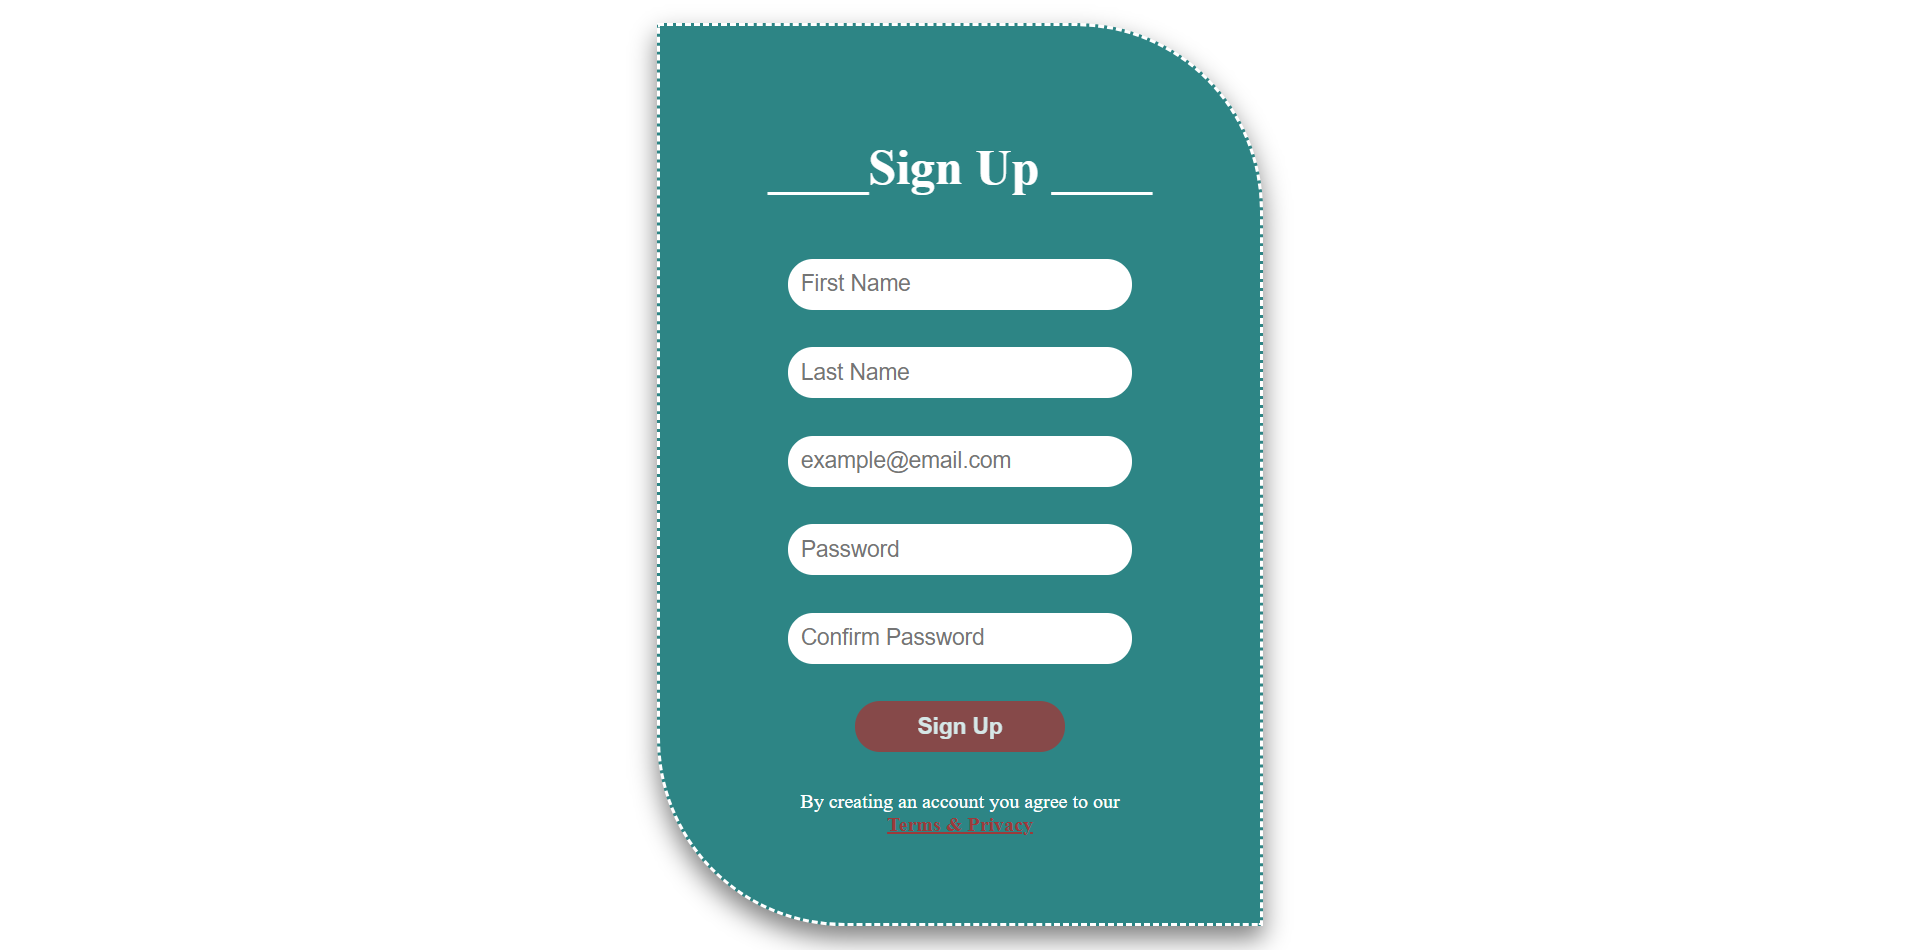 _____Sign Up _____
First Name
Last Name
example@email.com
Password
Confirm Password
Sign Up
By creating an account you agree to our
Terms & Privacy